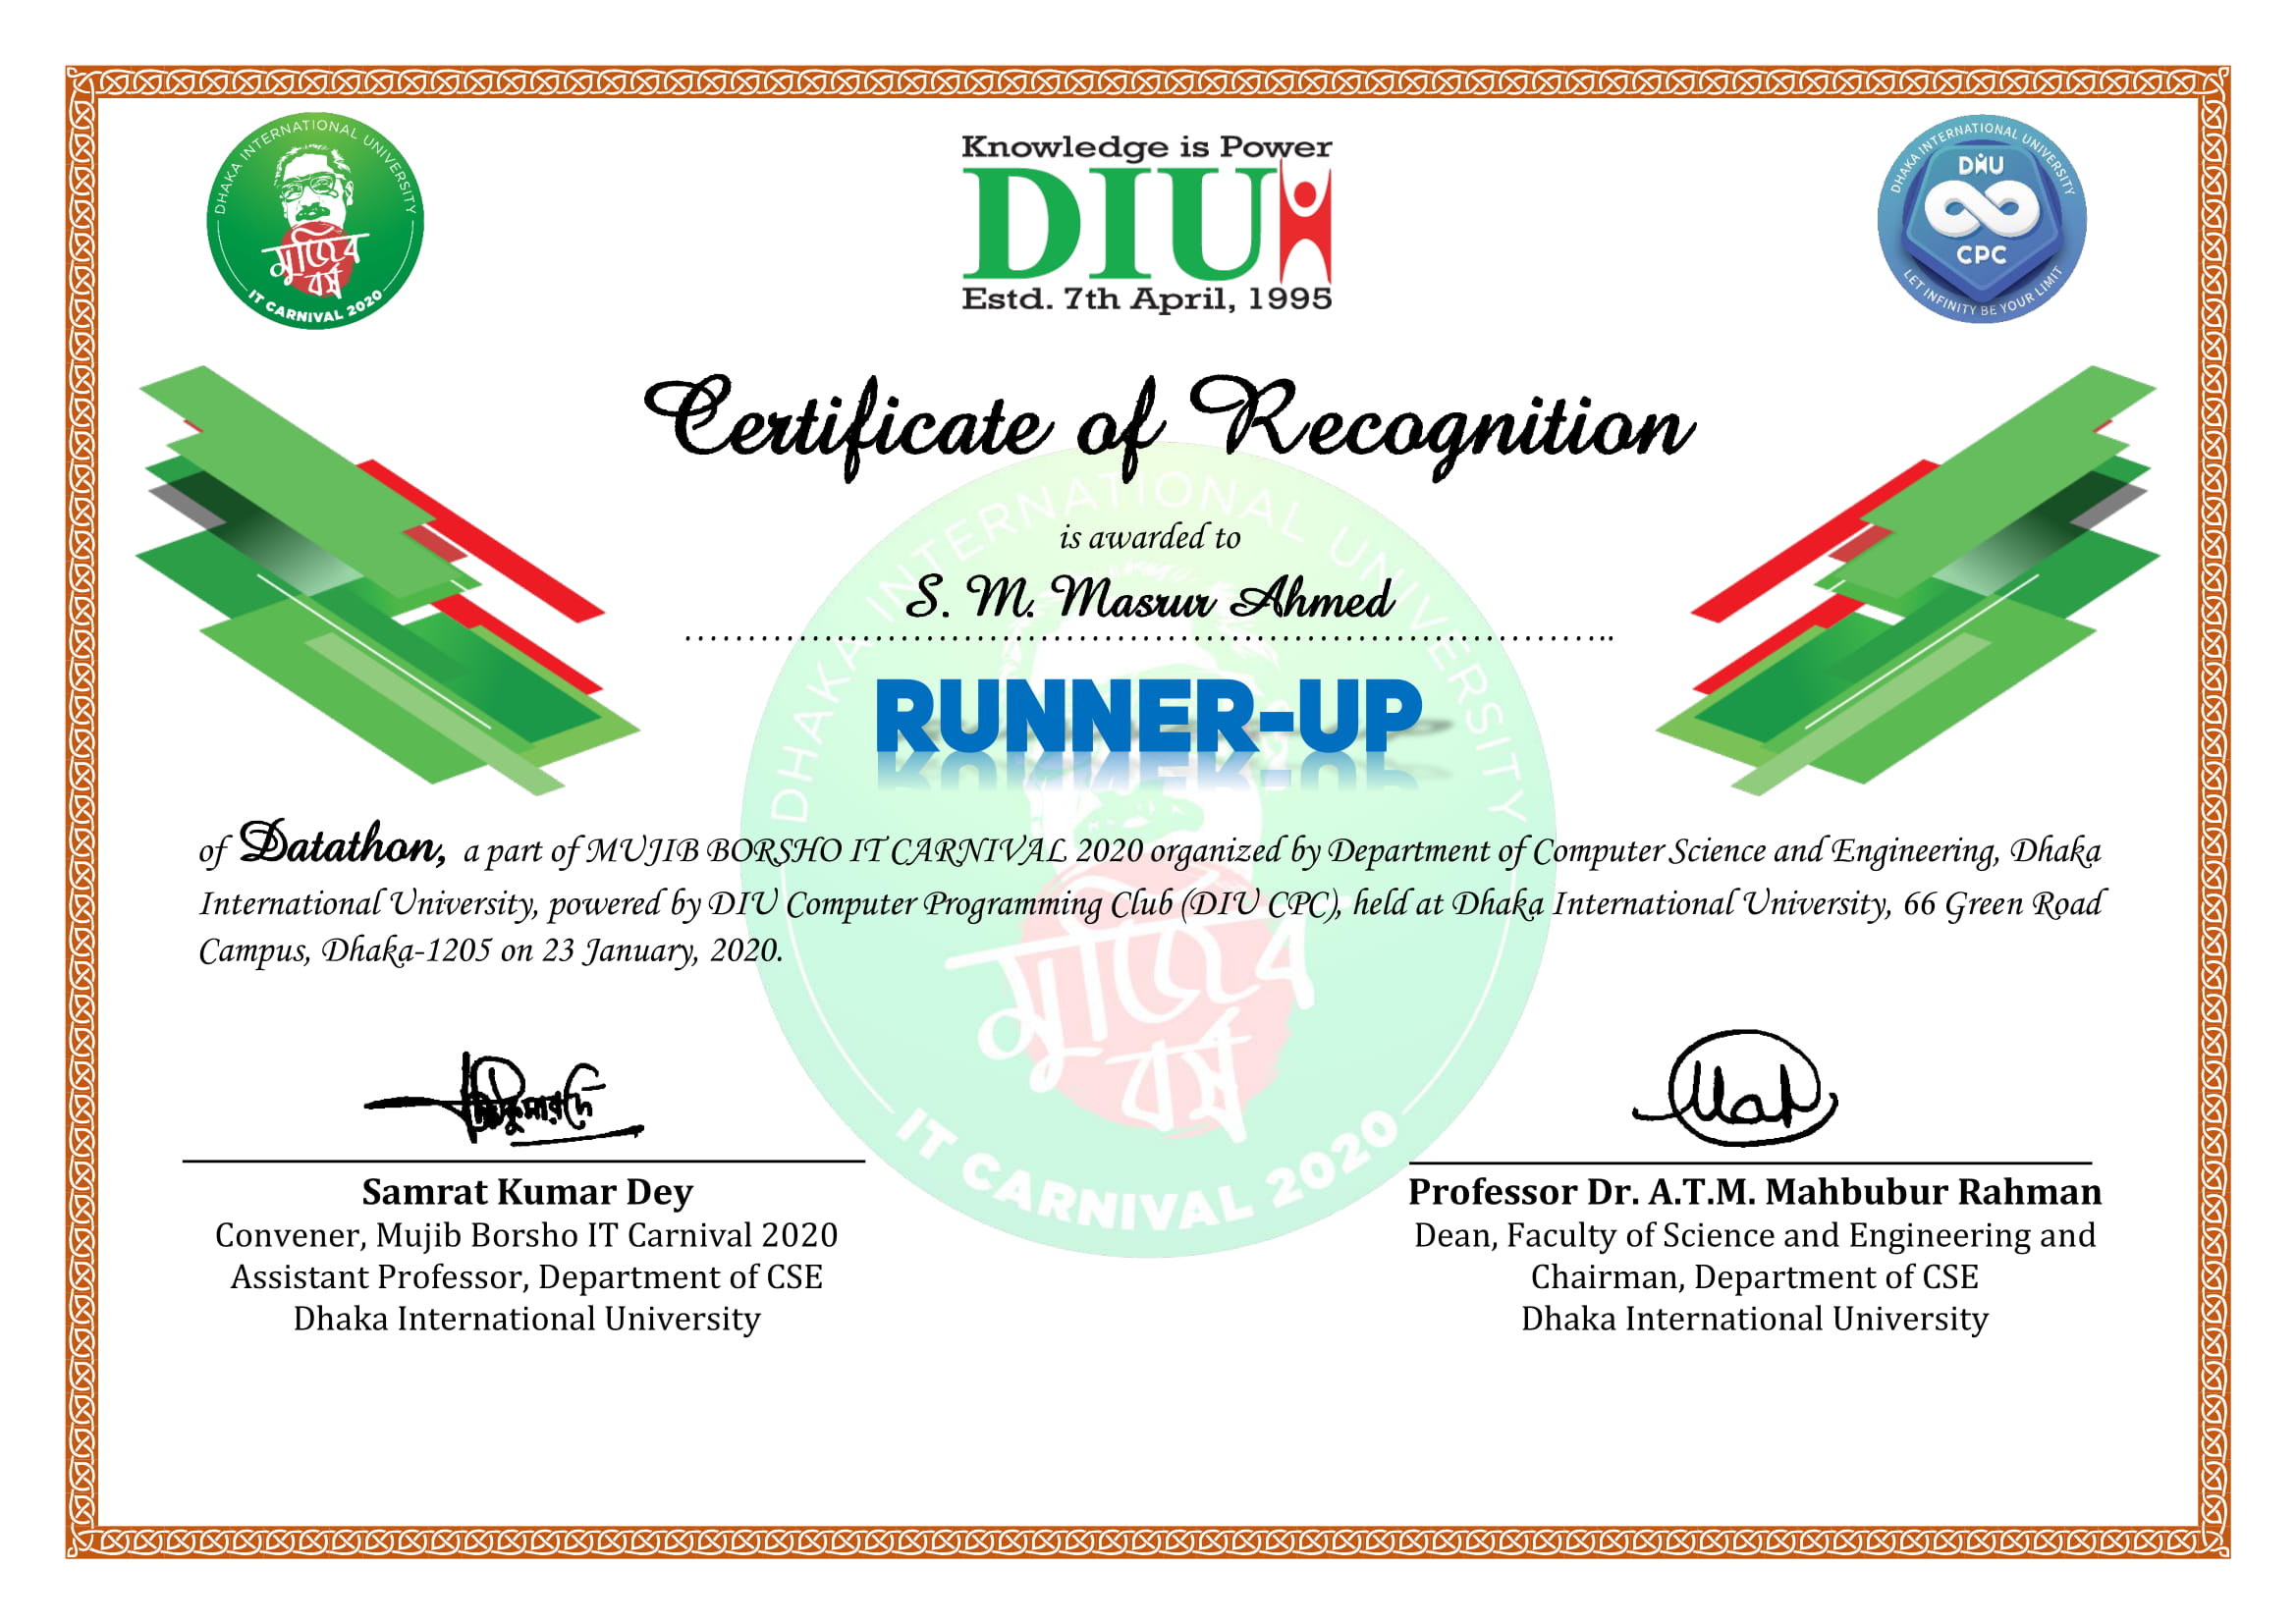 DHAKA INTERNATIONAL UNIVERSITY
মুজিব
বর্ষ
IT CARNIVAL 2020
Knowledge is Power
DIU
Estd. 7th April, 1995
DHAKA INTERNATIONAL UNIVERSITY
DIU
CPC
LET INFINITY BE YOUR LIMIT
Certificate of Recognition
is awarded to
S. M. Masrur Ahmed
RUNNER-UP
of Datathon, a part of MUJIB BORSHO IT CARNIVAL 2020 organized by Department of Computer Science and Engineering, Dhaka
International University, powered by DIU Computer Programming Club (DIU CPC), held at Dhaka International University, 66 Green Road
Campus, Dhaka-1205 on 23 January, 2020.
DHAKA INTERNATIONAL UNIVERSITY
মুজিব
বর্ষ
IT CARNIVAL 2020
Samrat Kumar Dey
Convener, Mujib Borsho IT Carnival 2020
Assistant Professor, Department of CSE
Dhaka International University
Professor Dr. A.T.M. Mahbubur Rahman
Dean, Faculty of Science and Engineering and
Chairman, Department of CSE
Dhaka International University